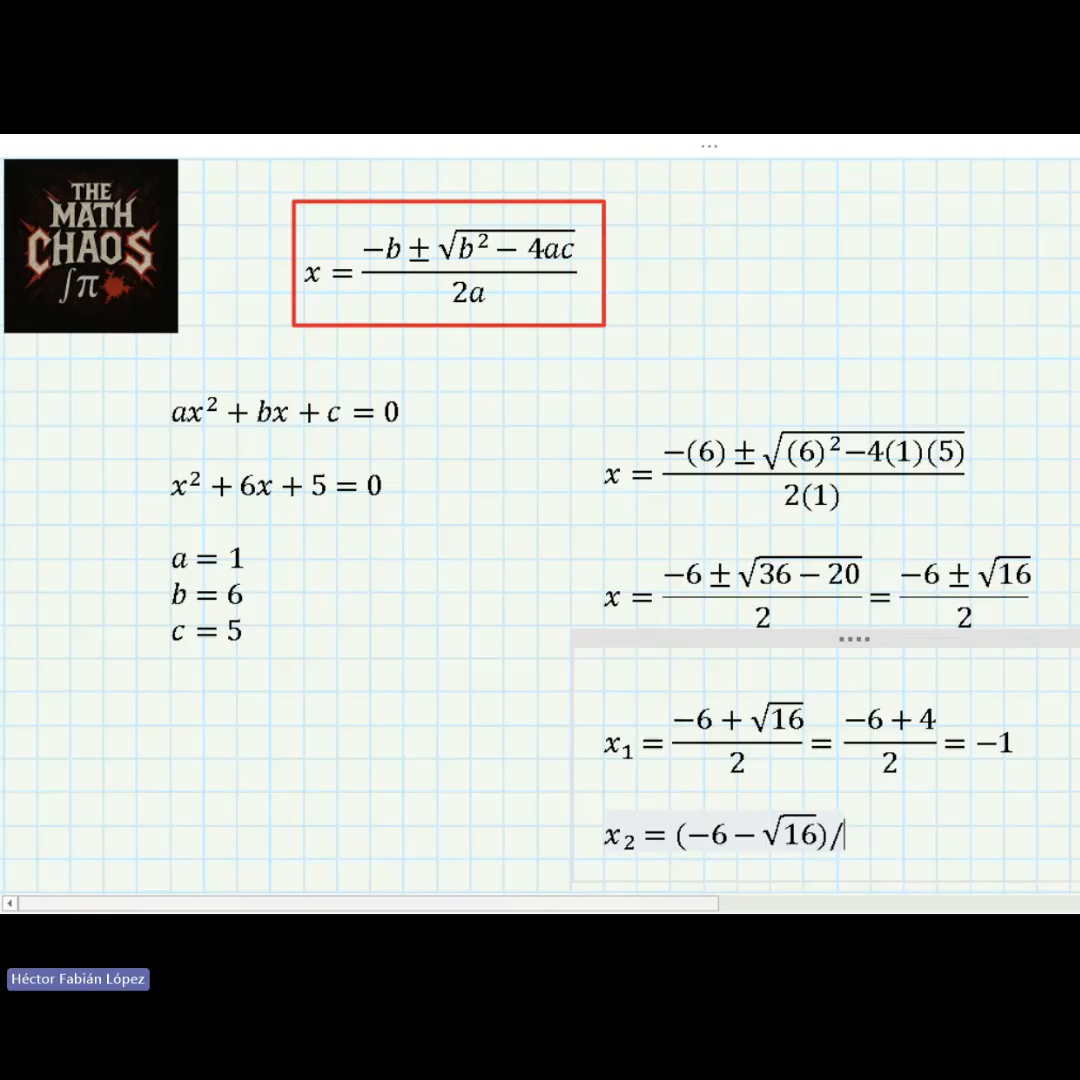 THE
MATH
CHAOS
∫π
x = (−b ± √(b² − 4ac)) / 2a
ax² + bx + c = 0
x² + 6x + 5 = 0
a = 1
b = 6
c = 5
x = (−(6) ± √((6)²−4(1)(5))) / 2(1)
x = (−6 ± √(36 − 20)) / 2 = (−6 ± √16) / 2
x₁ = (−6 + √16) / 2 = (−6 + 4) / 2 = −1
x₂ = (−6 − √16)/
Héctor Fabián López